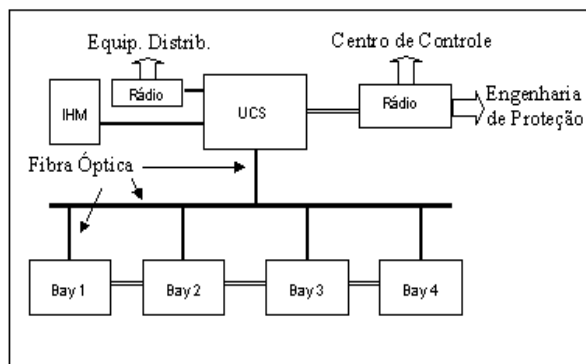 Equip. Distrib.
Centro de Controle
IHM
Rádio
UCS
Rádio
Engenharia
de Proteção
Fibra Óptica
Bay 1
Bay 2
Bay 3
Bay 4